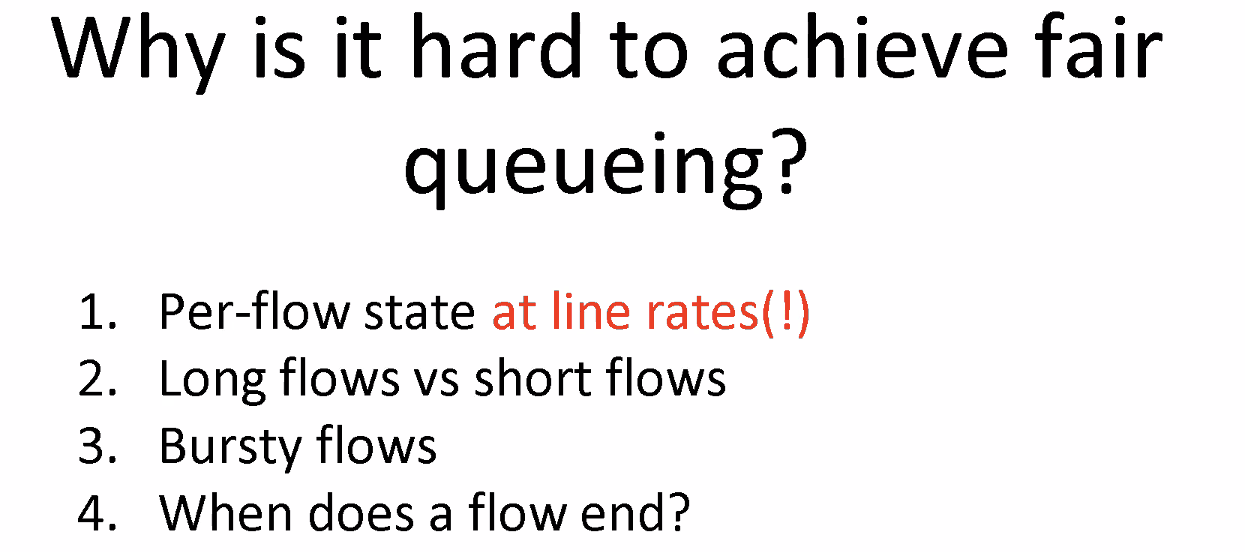 Why is it hard to achieve fair
queueing?
1. Per-flow state at line rates(!)
2. Long flows vs short flows
3. Bursty flows
4. When does a flow end?